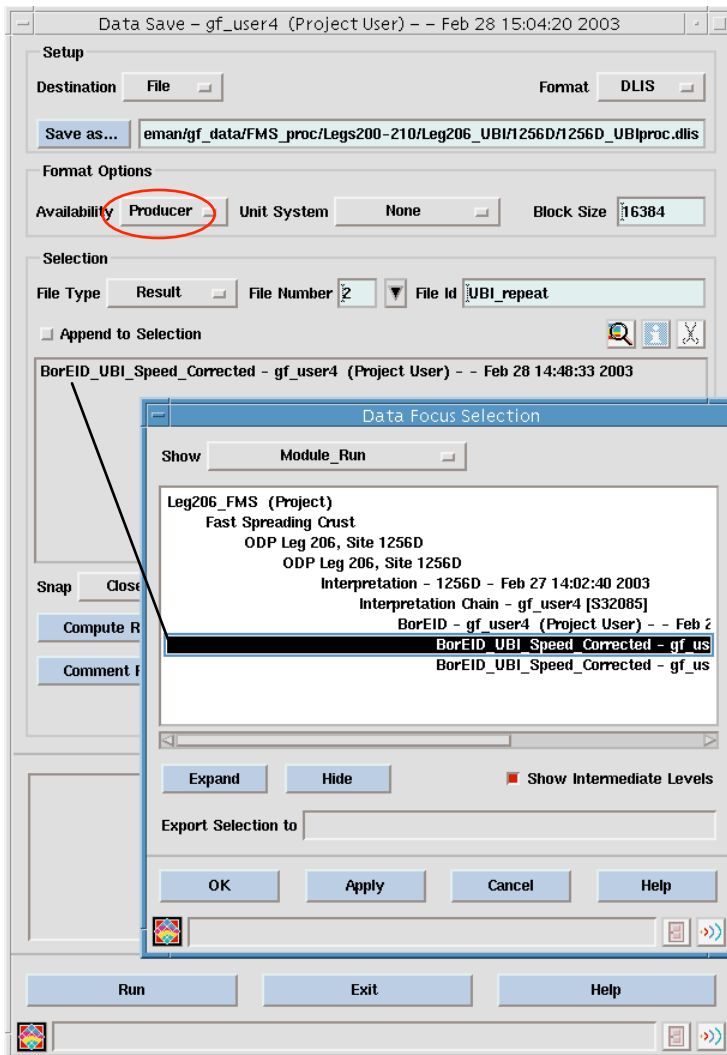 Data Save – gf_user4 (Project User) – – Feb 28 15:04:20 2003
Setup
Destination File Format DLIS
Save as... eman/gf_data/FMS_proc/Legs200-210/Leg206_UBI/1256D/1256D_UBIproc.dlis
Format Options
Availability Producer Unit System None Block Size 16384
Selection
File Type Result File Number 2 File Id UBI_repeat
Append to Selection
BorEID_UBI_Speed_Corrected – gf_user4 (Project User) – – Feb 28 14:48:33 2003
Data Focus Selection
Show Module_Run
Leg206_FMS (Project)
Fast Spreading Crust
ODP Leg 206, Site 1256D
ODP Leg 206, Site 1256D
Interpretation – 1256D – Feb 27 14:02:40 2003
Interpretation Chain – gf_user4 [S32085]
BorEID – gf_user4 (Project User) – – Feb 2
BorEID_UBI_Speed_Corrected – gf_us
BorEID_UBI_Speed_Corrected – gf_us
Snap Close
Compute R
Comment F
Expand Hide Show Intermediate Levels
Export Selection to
OK Apply Cancel Help
Run Exit Help